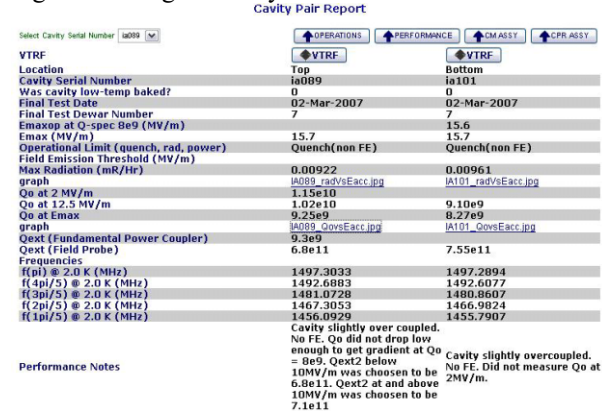 Cavity Pair Report
Select Cavity Serial Number ia089 OPERATIONS PERFORMANCE CM ASSY CPR ASSY
VTRF VTRF VTRF
Location Top Bottom
Cavity Serial Number ia089 ia101
Was cavity low-temp baked? 0 0
Final Test Date 02-Mar-2007 02-Mar-2007
Final Test Dewar Number 7 7
Emaxop at Q-spec 8e9 (MV/m) 15.6
Emax (MV/m) 15.7 15.7
Operational Limit (quench, rad, power) Quench(non FE) Quench(non FE)
Field Emission Threshold (MV/m)
Max Radiation (mR/Hr) 0.00922 0.00961
graph IA089_radVsEacc.jpg IA101_radVsEacc.jpg
Qo at 2 MV/m 1.15e10
Qo at 12.5 MV/m 1.02e10 9.10e9
Qo at Emax 9.25e9 8.27e9
graph IA089_QovsEacc.jpg IA101_QovsEacc.jpg
Qext (Fundamental Power Coupler) 9.3e9
Qext (Field Probe) 6.8e11 7.55e11
Frequencies
f(pi) @ 2.0 K (MHz) 1497.3033 1497.2894
f(4pi/5) @ 2.0 K (MHz) 1492.6883 1492.6077
f(3pi/5) @ 2.0 K (MHz) 1481.0728 1480.8607
f(2pi/5) @ 2.0 K (MHz) 1467.3053 1466.9824
f(1pi/5) @ 2.0 K (MHz) 1456.0929 1455.7907
Performance Notes
Cavity slightly over coupled.
No FE. Qo did not drop low
enough to get gradient at Qo
= 8e9. Qext2 below
10MV/m was choosen to be
6.8e11. Qext2 at and above
10MV/m was choosen to be
7.1e11
Cavity slightly overcoupled.
No FE. Did not measure Qo at
2MV/m.